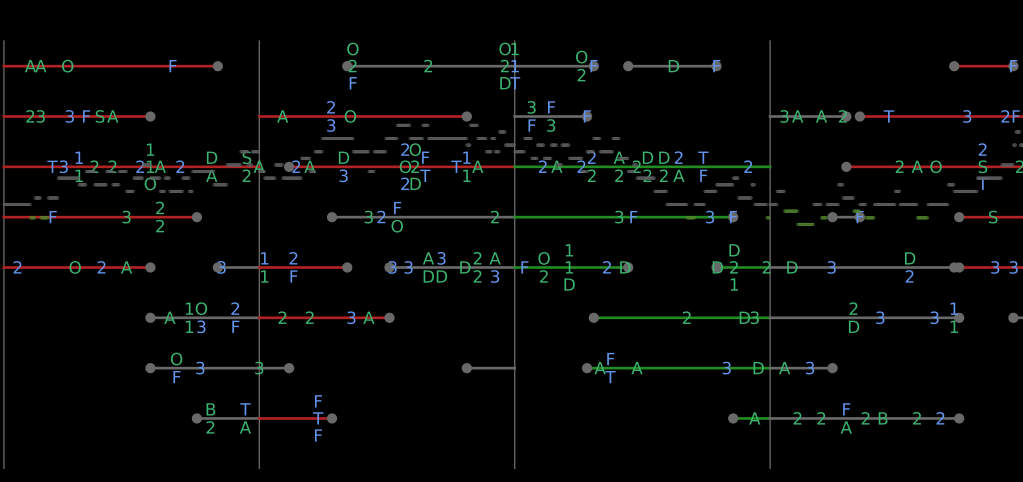 O O1 O
AA O F 2 2 21 2 F D F F
F DT
2 3 F
23 3 F S A A O F 3 F 3 A A 2 T 3 2 F
3
1 1 D S D 2 O F 1 A D D 2 T 2
T 3 2 2 2 1 A 2 A 2 A O 2 T 1 A 2 A 2 2 2 2 2 A O S 2
1 O A 2 3 2 D T 1 2 2 2 2 A F T
2 F
F 3 3 2 2 3 F 3 F F S
2 O
1 2 A 3 2 A O 1 D D
2 O 2 A 3 3 3 D F 1 2 D D 2 2 D 3 3 3
1 F D D 2 3 2 D 1 2
1 O 2 2 1
A 2 2 3 A 2 D 3 3 3
1 3 F D 1
O F
3 3 A A 3 D A 3
F T
B T F F
T A 2 2 2 B 2 2
2 A F A